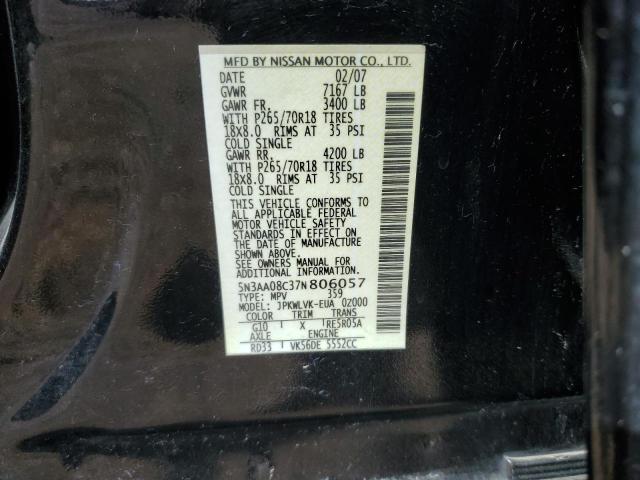 MFD BY NISSAN MOTOR CO., LTD.
DATE 02/07
GVWR 7167 LB
GAWR FR. 3400 LB
WITH P265/70R18 TIRES
18X8.0 RIMS AT 35 PSI
COLD SINGLE
GAWR RR. 4200 LB
WITH P265/70R18 TIRES
18X8.0 RIMS AT 35 PSI
COLD SINGLE
THIS VEHICLE CONFORMS TO
ALL APPLICABLE FEDERAL
MOTOR VEHICLE SAFETY
STANDARDS IN EFFECT ON
THE DATE OF MANUFACTURE
SHOWN ABOVE.
SEE OWNERS MANUAL FOR
ADDITIONAL INFORMATION.
5N3AA08C37N806057
TYPE: MPV 359
MODEL: JPKWLVK-EUA 0Z000
COLOR TRIM TRANS
G10 X RE5R05A
AXLE ENGINE
RD33 VK56DE 5552CC